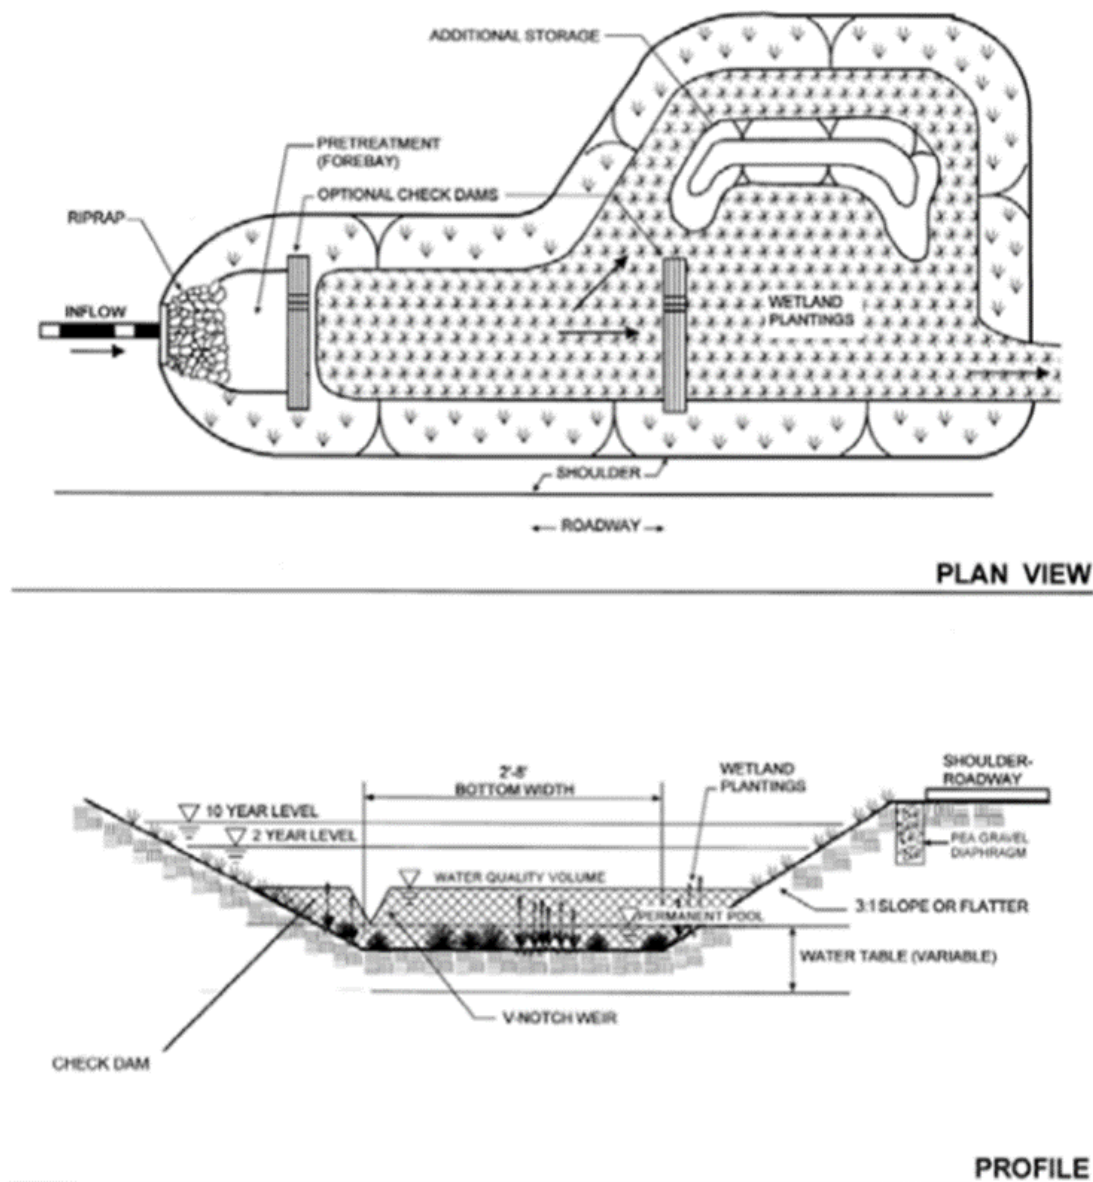 ADDITIONAL STORAGE
PRETREATMENT
(FOREBAY)
OPTIONAL CHECK DAMS
RIPRAP
INFLOW
WETLAND
PLANTINGS
SHOULDER
ROADWAY
PLAN VIEW
2'-8'
BOTTOM WIDTH
WETLAND
PLANTINGS
SHOULDER-
ROADWAY
10 YEAR LEVEL
2 YEAR LEVEL
PEA GRAVEL
DIAPHRAGM
WATER QUALITY VOLUME
3:1 SLOPE OR FLATTER
PERMANENT POOL
WATER TABLE (VARIABLE)
V-NOTCH WEIR
CHECK DAM
PROFILE